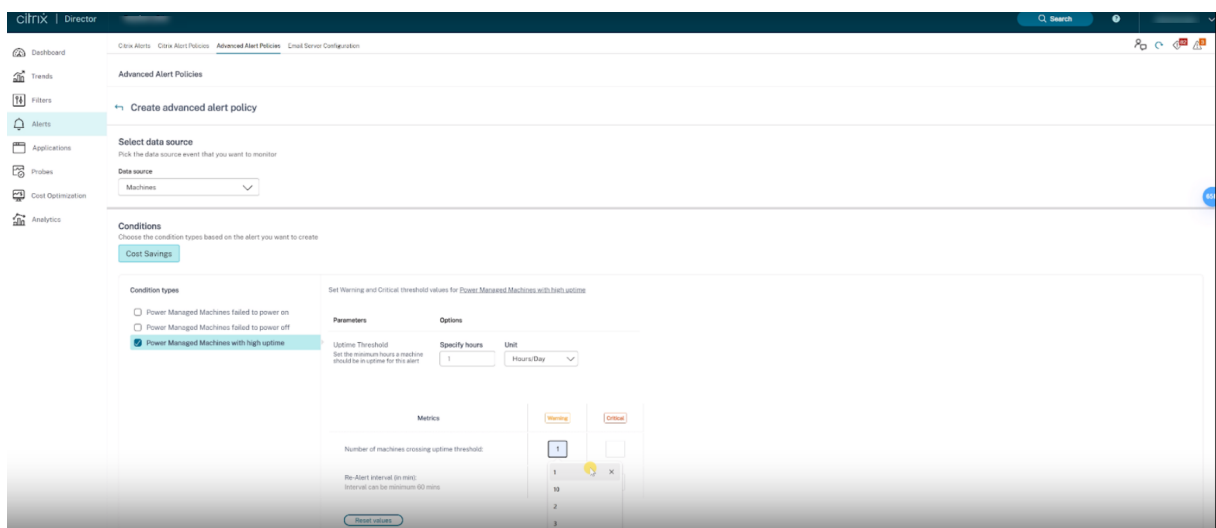 citrix | Director
Search
Dashboard
Trends
Filters
Alerts
Applications
Probes
Cost Optimization
Analytics
Citrix Alerts Citrix Alert Policies Advanced Alert Policies Email Server Configuration
Advanced Alert Policies
Create advanced alert policy
Select data source
Pick the data source event that you want to monitor
Data source
Machines
Conditions
Choose the condition types based on the alert you want to create
Cost Savings
Condition types
Power Managed Machines failed to power on
Power Managed Machines failed to power off
Power Managed Machines with high uptime
Set Warning and Critical threshold values for Power Managed Machines with high uptime
Parameters Options
Uptime Threshold
Set the minimum hours a machine
should be in uptime for this alert
Specify hours Unit
1 Hours/Day
Metrics Warning Critical
Number of machines crossing uptime threshold: 1
Re-Alert interval (in min):
Interval can be minimum 60 mins
1
10
2
3
Reset values